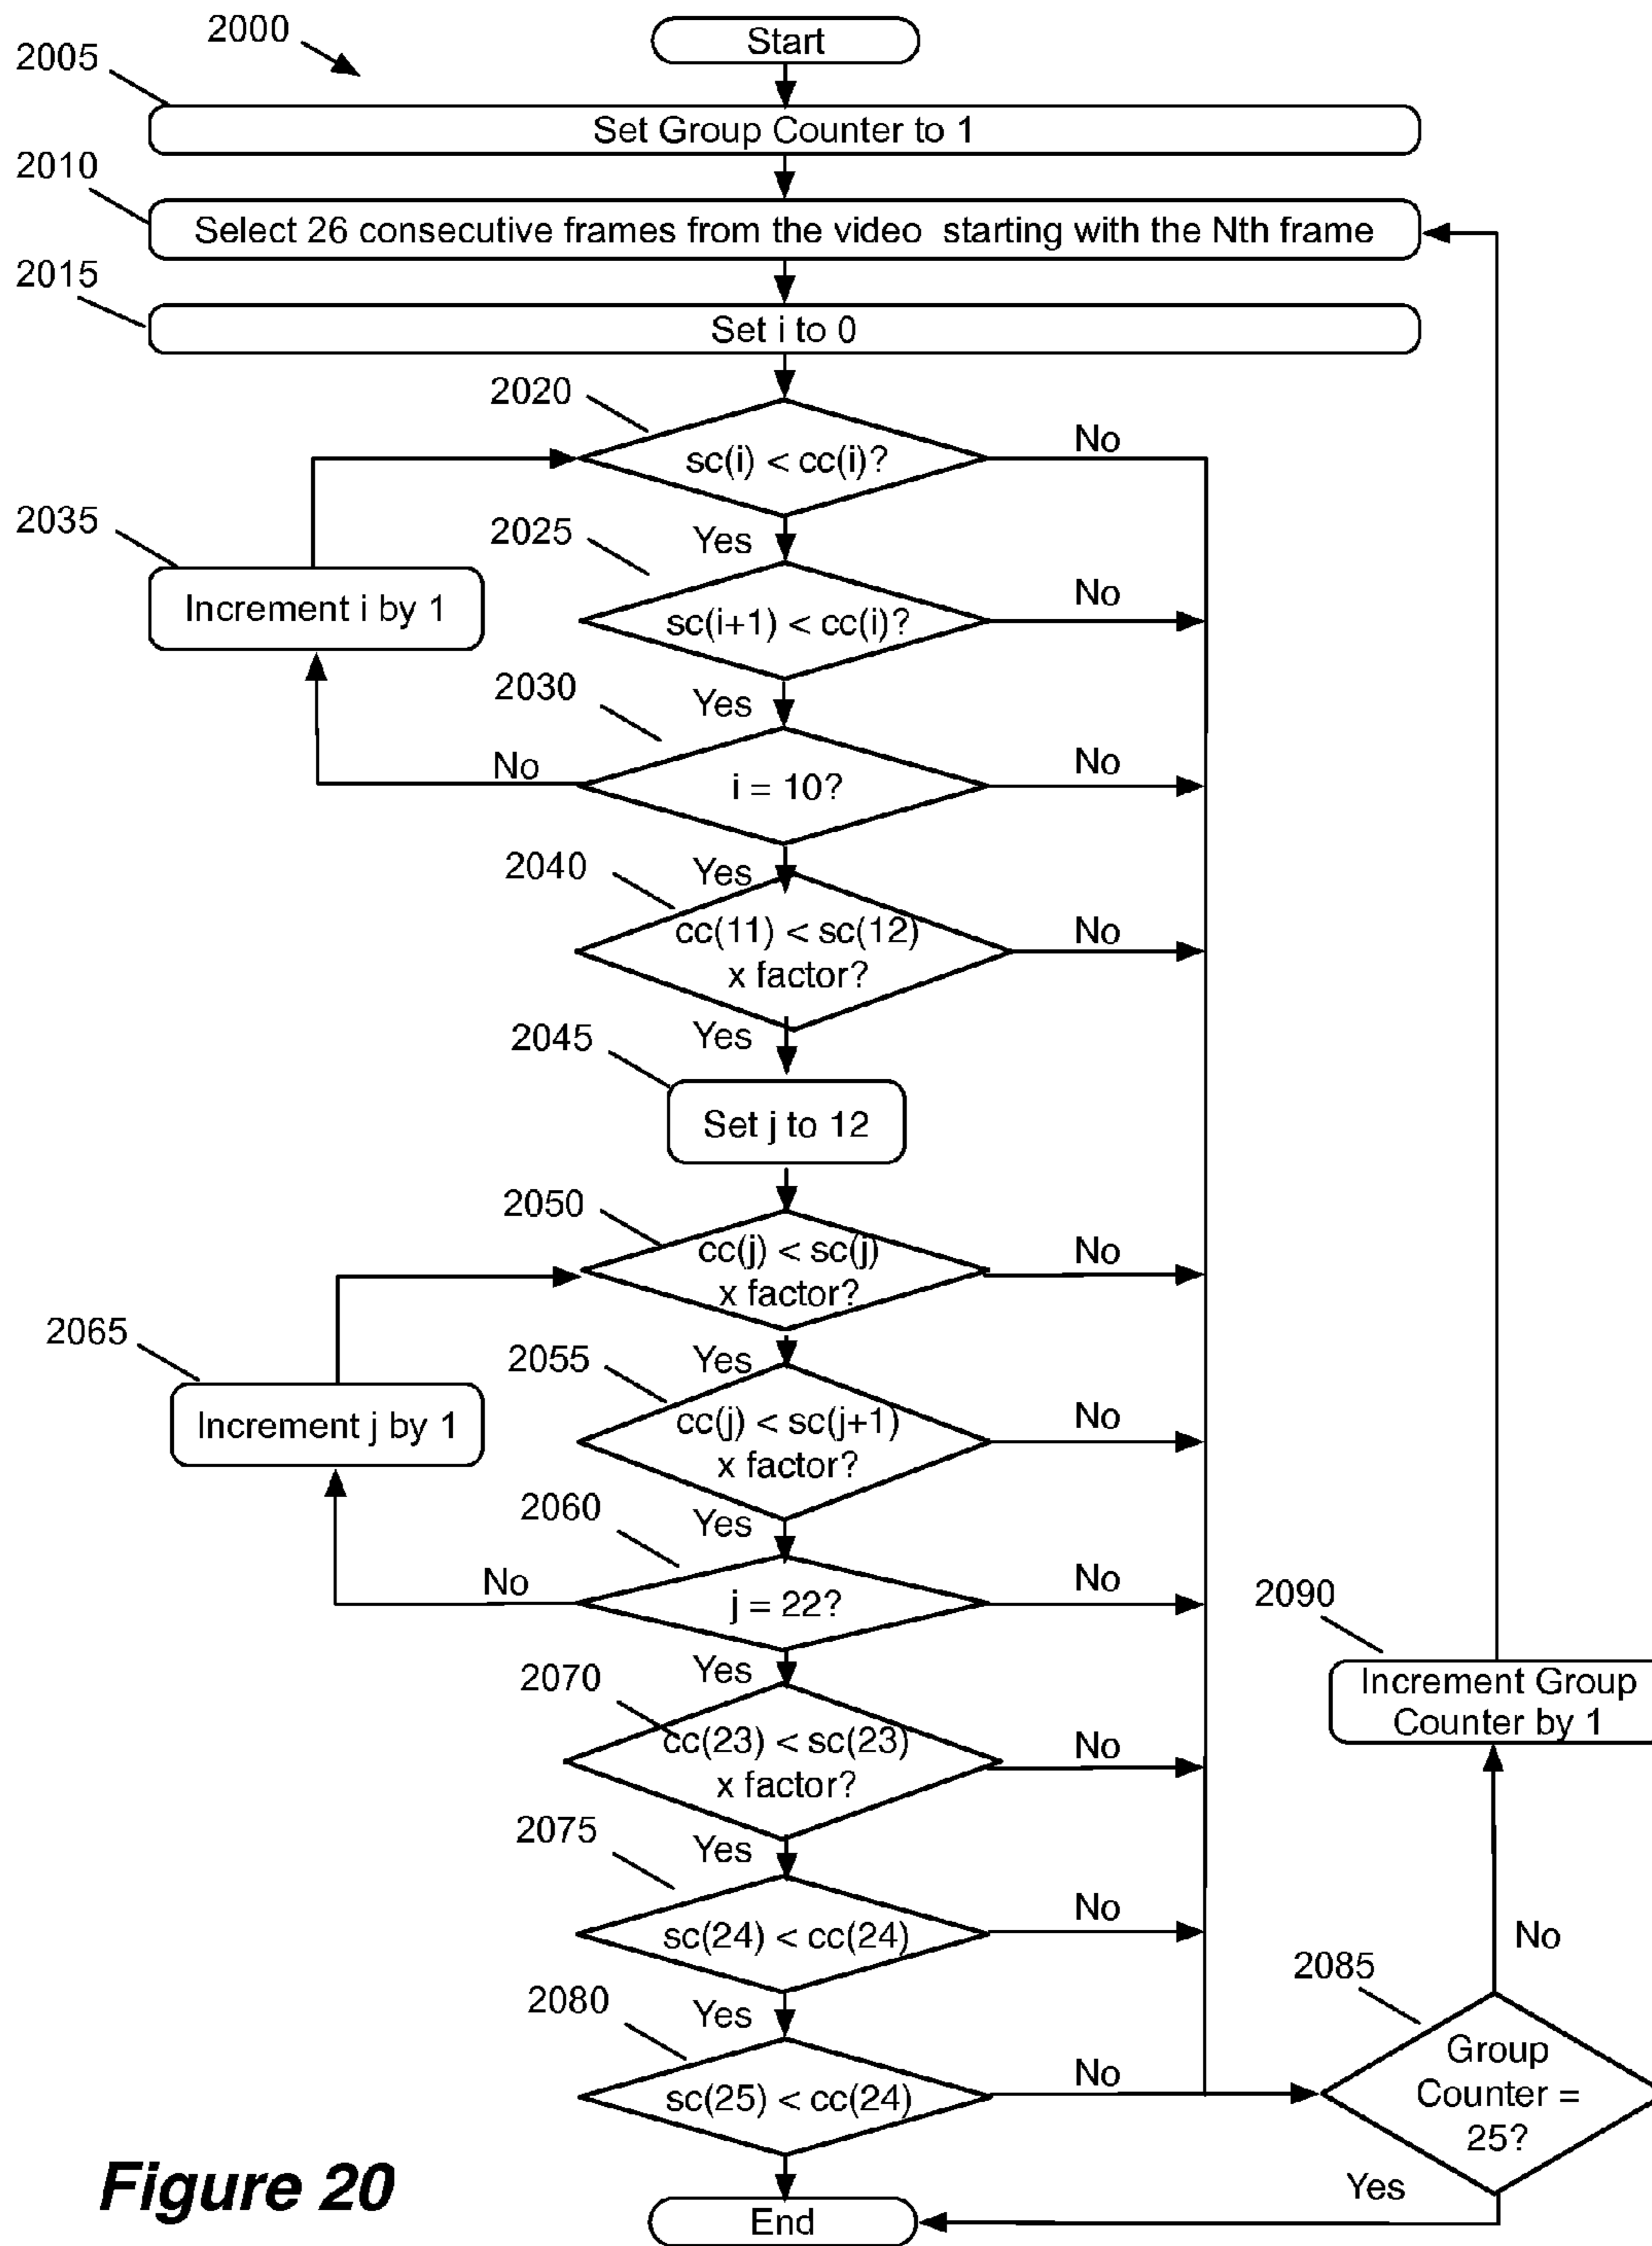 2000
Start
2005
Set Group Counter to 1
2010
Select 26 consecutive frames from the video starting with the Nth frame
2015
Set i to 0
2020
sc(i) < cc(i)?
No
2035
Increment i by 1
Yes
2025
sc(i+1) < cc(i)?
No
Yes
2030
No
i = 10?
No
Yes
2040
cc(11) < sc(12)
x factor?
No
Yes
2045
Set j to 12
2050
cc(j) < sc(j)
x factor?
No
2065
Increment j by 1
Yes
2055
cc(j) < sc(j+1)
x factor?
No
Yes
2060
No
j = 22?
No
2090
Increment Group
Counter by 1
Yes
2070
cc(23) < sc(23)
x factor?
No
Yes
2075
sc(24) < cc(24)
No
No
Yes
2080
sc(25) < cc(24)
No
2085
Group
Counter =
25?
Yes
End
Figure 20